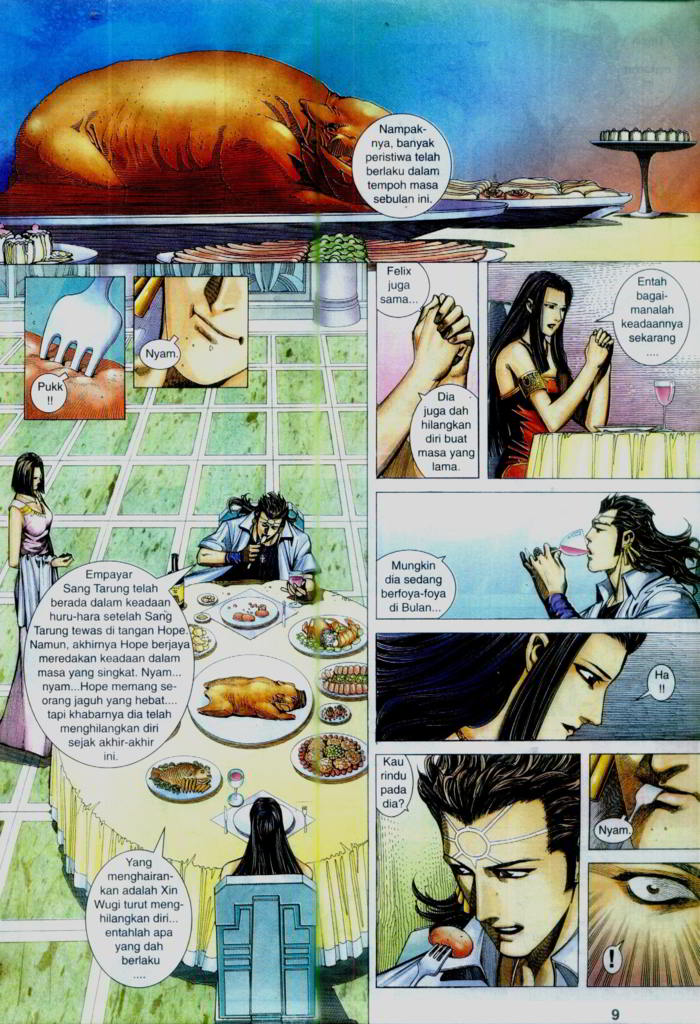 Nampak-
nya, banyak
peristiwa telah
berlaku dalam
tempoh masa
sebulan ini.
Pukk
!!
Nyam.
Empayar
Sang Tarung telah
berada dalam keadaan
huru-hara setelah Sang
Tarung tewas di tangan Hope.
Namun, akhirnya Hope berjaya
meredakan keadaan dalam
masa yang singkat. Nyam...
nyam...Hope memang se-
orang jaguh yang hebat....
tapi khabarnya dia telah
menghilangkan diri
sejak akhir-akhir
ini.
Yang
menghairan-
kan adalah Xin
Wugi turut meng-
hilangkan diri...
entahlah apa
yang dah
berlaku
....
Felix
juga
sama...
Dia
juga dah
hilangkan
diri buat
masa yang
lama.
Entah
bagai-
manalah
keadaannya
sekarang
....
Mungkin
dia sedang
berfoya-foya
di Bulan...
Ha
!!
Kau
rindu
pada
dia?
Nyam.
!
9